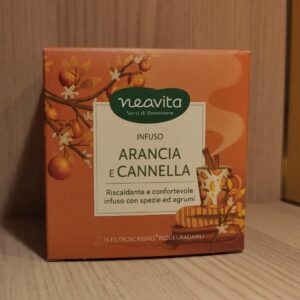 neavita
Sorsi di Benessere
INFUSO
ARANCIA
E CANNELLA
Riscaldante e confortevole
infuso con spezie ed agrumi
15 FILTROSCRIGNO® BIODEGRADABILI